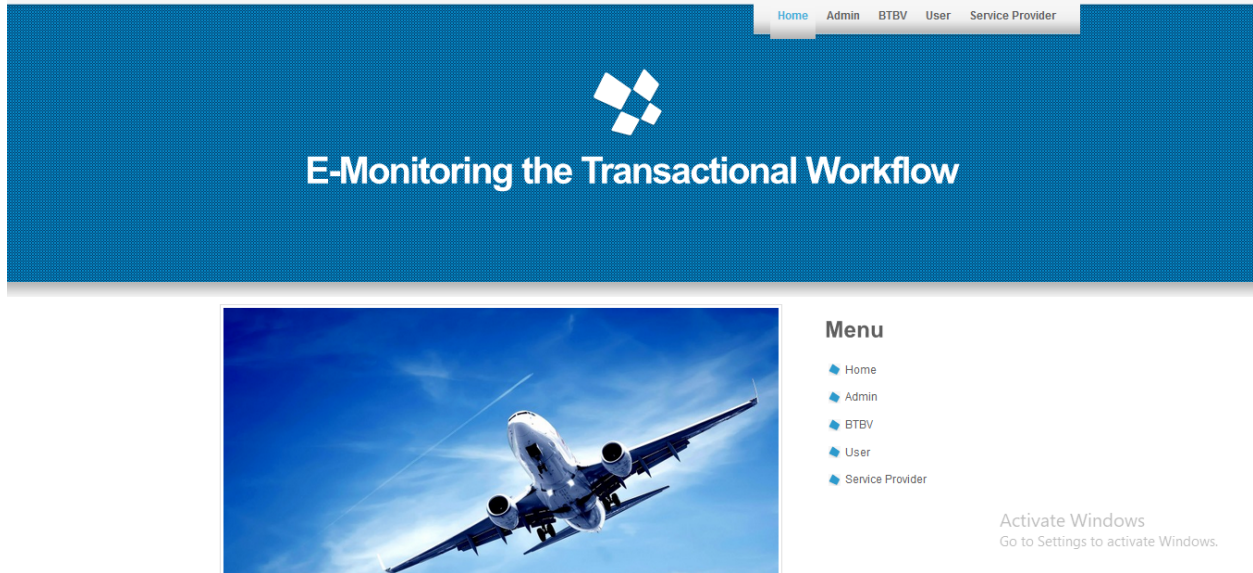 Home Admin BTBV User Service Provider
E-Monitoring the Transactional Workflow
Menu
Home
Admin
BTBV
User
Service Provider
Activate Windows
Go to Settings to activate Windows.